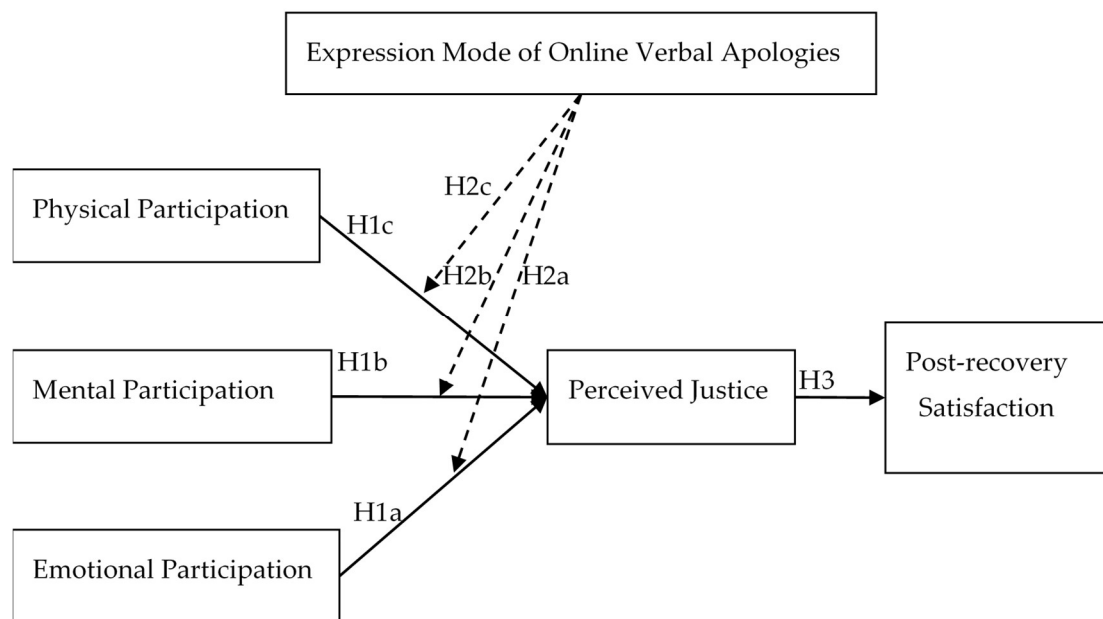 Expression Mode of Online Verbal Apologies
H2c
Physical Participation
H1c
H2b
H2a
H1b
Mental Participation
Perceived Justice
H3
Post-recovery
Satisfaction
H1a
Emotional Participation